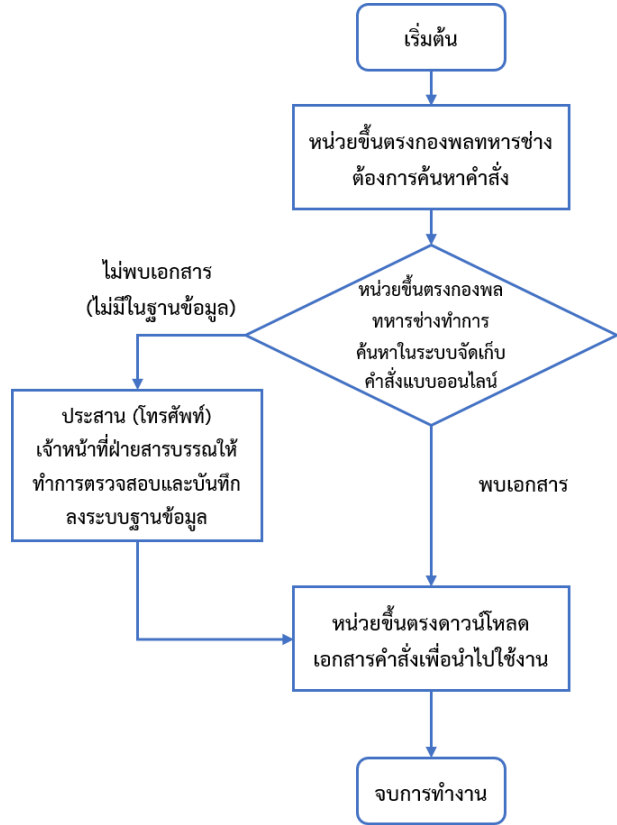 เริ่มต้น
หน่วยขึ้นตรงกองพลทหารช่าง
ต้องการค้นหาคำสั่ง
หน่วยขึ้นตรงกองพล
ทหารช่างทำการ
ค้นหาในระบบจัดเก็บ
คำสั่งแบบออนไลน์
ไม่พบเอกสาร
(ไม่มีในฐานข้อมูล)
ประสาน (โทรศัพท์)
เจ้าหน้าที่ฝ่ายสารบรรณให้
ทำการตรวจสอบและบันทึก
ลงระบบฐานข้อมูล
พบเอกสาร
หน่วยขึ้นตรงดาวน์โหลด
เอกสารคำสั่งเพื่อนำไปใช้งาน
จบการทำงาน